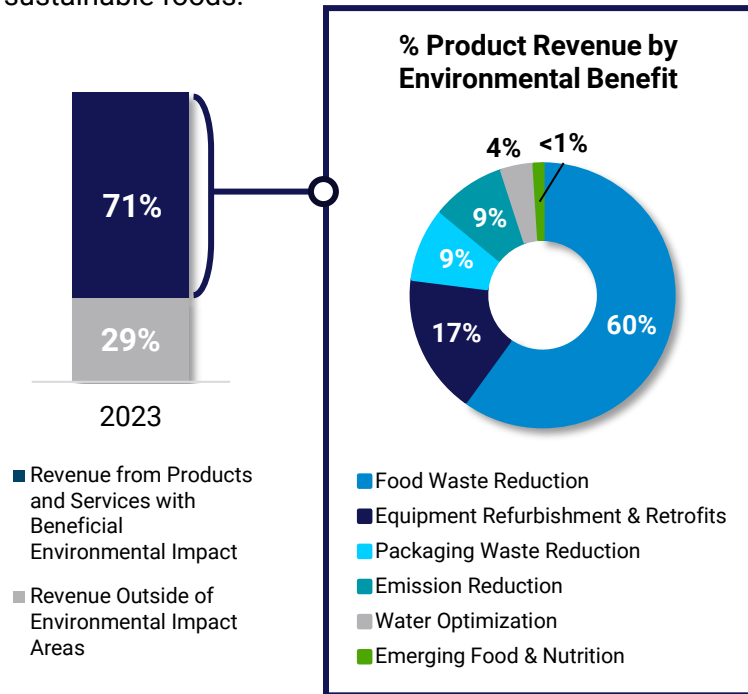 sustainable foods.
71%
29%
2023
Revenue from Products
and Services with
Beneficial
Environmental Impact
Revenue Outside of
Environmental Impact
Areas
% Product Revenue by
Environmental Benefit
4%
<1%
9%
9%
17%
60%
Food Waste Reduction
Equipment Refurbishment & Retrofits
Packaging Waste Reduction
Emission Reduction
Water Optimization
Emerging Food & Nutrition